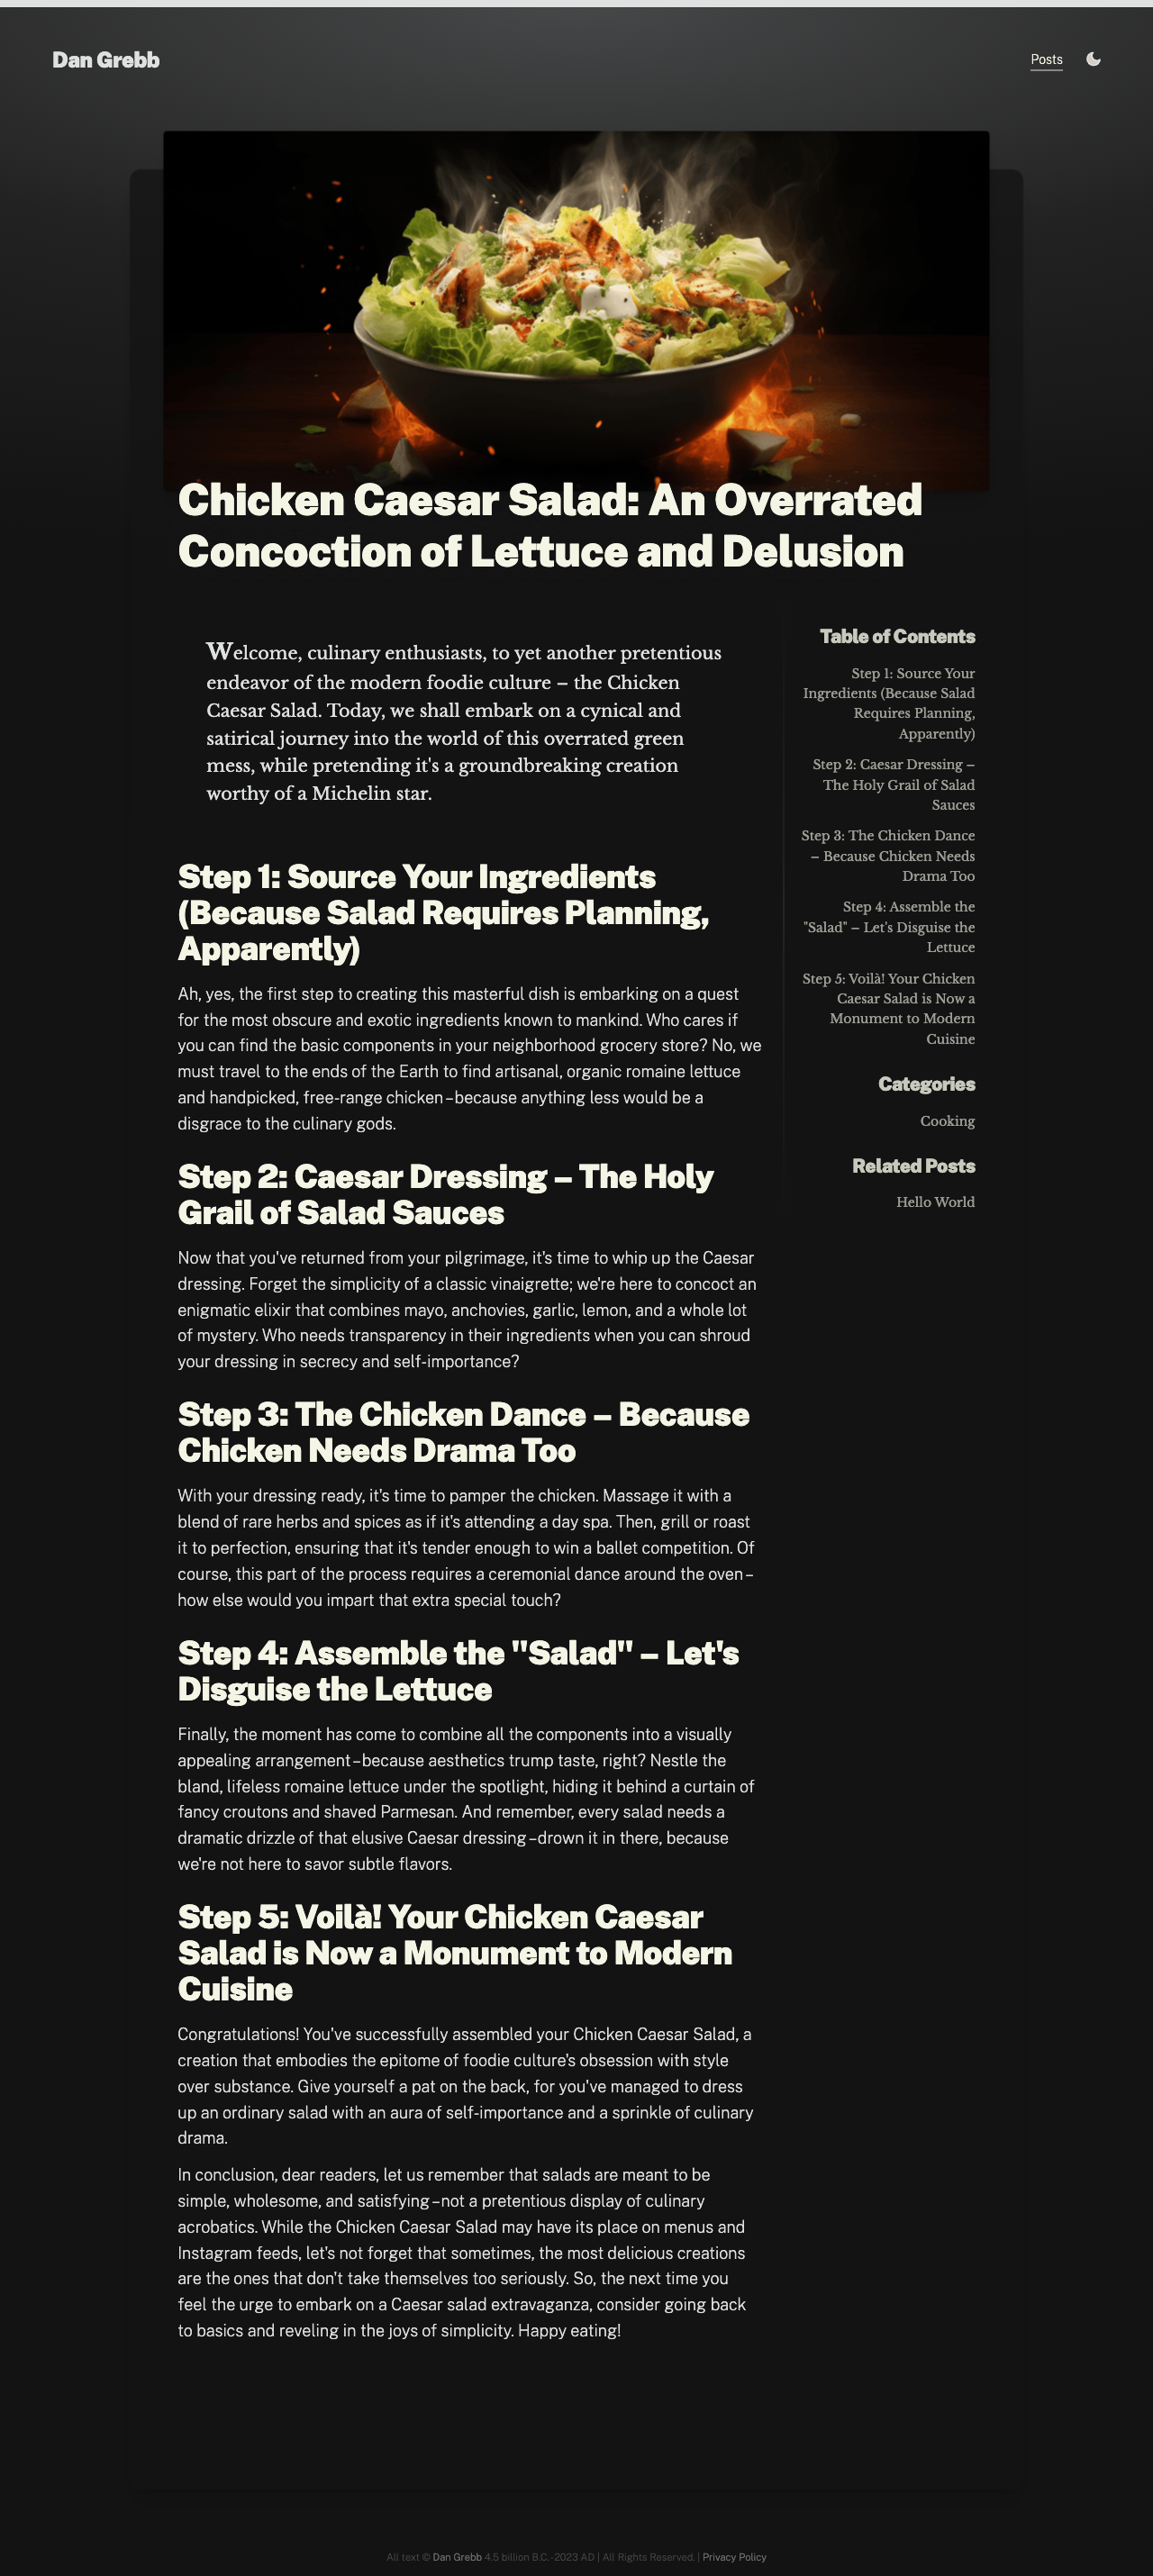 Dan Grebb
Posts
Chicken Caesar Salad: An Overrated
Concoction of Lettuce and Delusion
Welcome, culinary enthusiasts, to yet another pretentious
endeavor of the modern foodie culture – the Chicken
Caesar Salad. Today, we shall embark on a cynical and
satirical journey into the world of this overrated green
mess, while pretending it's a groundbreaking creation
worthy of a Michelin star.
Step 1: Source Your Ingredients
(Because Salad Requires Planning,
Apparently)
Ah, yes, the first step to creating this masterful dish is embarking on a quest
for the most obscure and exotic ingredients known to mankind. Who cares if
you can find the basic components in your neighborhood grocery store? No, we
must travel to the ends of the Earth to find artisanal, organic romaine lettuce
and handpicked, free-range chicken–because anything less would be a
disgrace to the culinary gods.
Step 2: Caesar Dressing – The Holy
Grail of Salad Sauces
Now that you've returned from your pilgrimage, it's time to whip up the Caesar
dressing. Forget the simplicity of a classic vinaigrette; we're here to concoct an
enigmatic elixir that combines mayo, anchovies, garlic, lemon, and a whole lot
of mystery. Who needs transparency in their ingredients when you can shroud
your dressing in secrecy and self-importance?
Step 3: The Chicken Dance – Because
Chicken Needs Drama Too
With your dressing ready, it's time to pamper the chicken. Massage it with a
blend of rare herbs and spices as if it's attending a day spa. Then, grill or roast
it to perfection, ensuring that it's tender enough to win a ballet competition. Of
course, this part of the process requires a ceremonial dance around the oven–
how else would you impart that extra special touch?
Step 4: Assemble the "Salad" – Let's
Disguise the Lettuce
Finally, the moment has come to combine all the components into a visually
appealing arrangement–because aesthetics trump taste, right? Nestle the
bland, lifeless romaine lettuce under the spotlight, hiding it behind a curtain of
fancy croutons and shaved Parmesan. And remember, every salad needs a
dramatic drizzle of that elusive Caesar dressing–drown it in there, because
we're not here to savor subtle flavors.
Step 5: Voilà! Your Chicken Caesar
Salad is Now a Monument to Modern
Cuisine
Congratulations! You've successfully assembled your Chicken Caesar Salad, a
creation that embodies the epitome of foodie culture's obsession with style
over substance. Give yourself a pat on the back, for you've managed to dress
up an ordinary salad with an aura of self-importance and a sprinkle of culinary
drama.
In conclusion, dear readers, let us remember that salads are meant to be
simple, wholesome, and satisfying–not a pretentious display of culinary
acrobatics. While the Chicken Caesar Salad may have its place on menus and
Instagram feeds, let's not forget that sometimes, the most delicious creations
are the ones that don't take themselves too seriously. So, the next time you
feel the urge to embark on a Caesar salad extravaganza, consider going back
to basics and reveling in the joys of simplicity. Happy eating!
Table of Contents
Step 1: Source Your
Ingredients (Because Salad
Requires Planning,
Apparently)
Step 2: Caesar Dressing –
The Holy Grail of Salad
Sauces
Step 3: The Chicken Dance
– Because Chicken Needs
Drama Too
Step 4: Assemble the
"Salad" – Let's Disguise the
Lettuce
Step 5: Voilà! Your Chicken
Caesar Salad is Now a
Monument to Modern
Cuisine
Categories
Cooking
Related Posts
Hello World
All text © Dan Grebb 4.5 billion B.C.-2023 AD | All Rights Reserved. | Privacy Policy